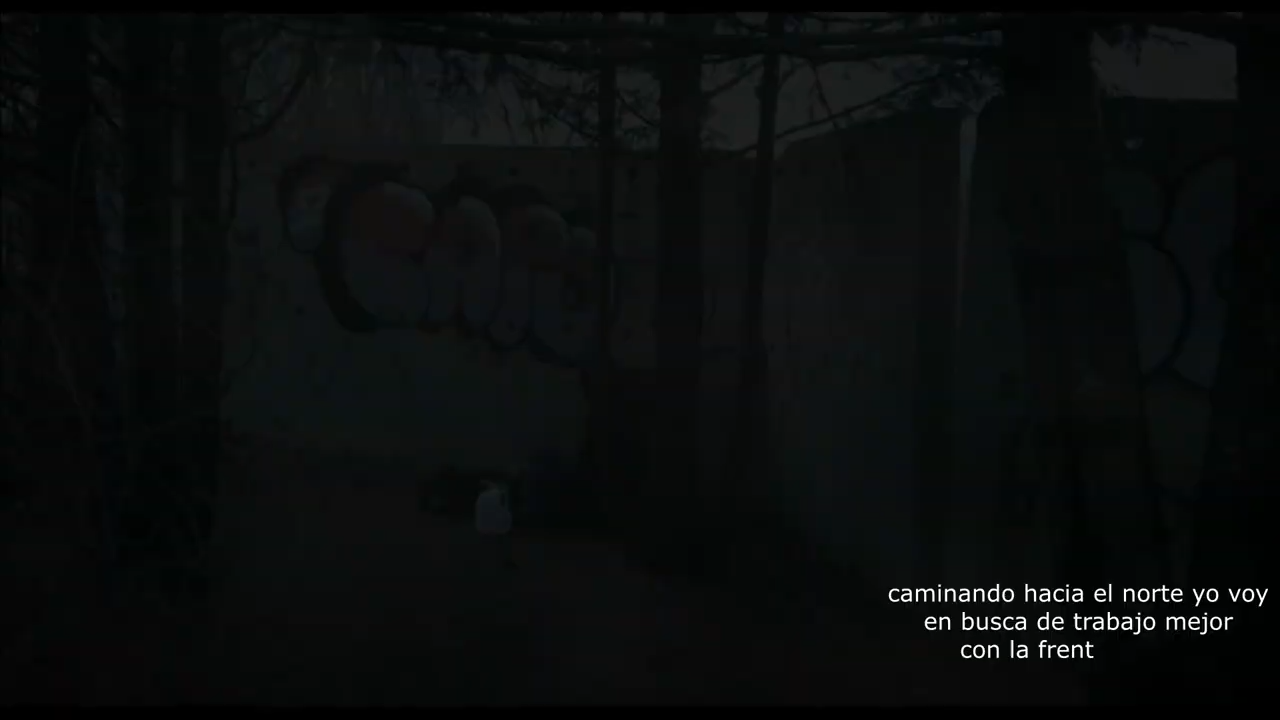 caminando hacia el norte yo voy
en busca de trabajo mejor
con la frent